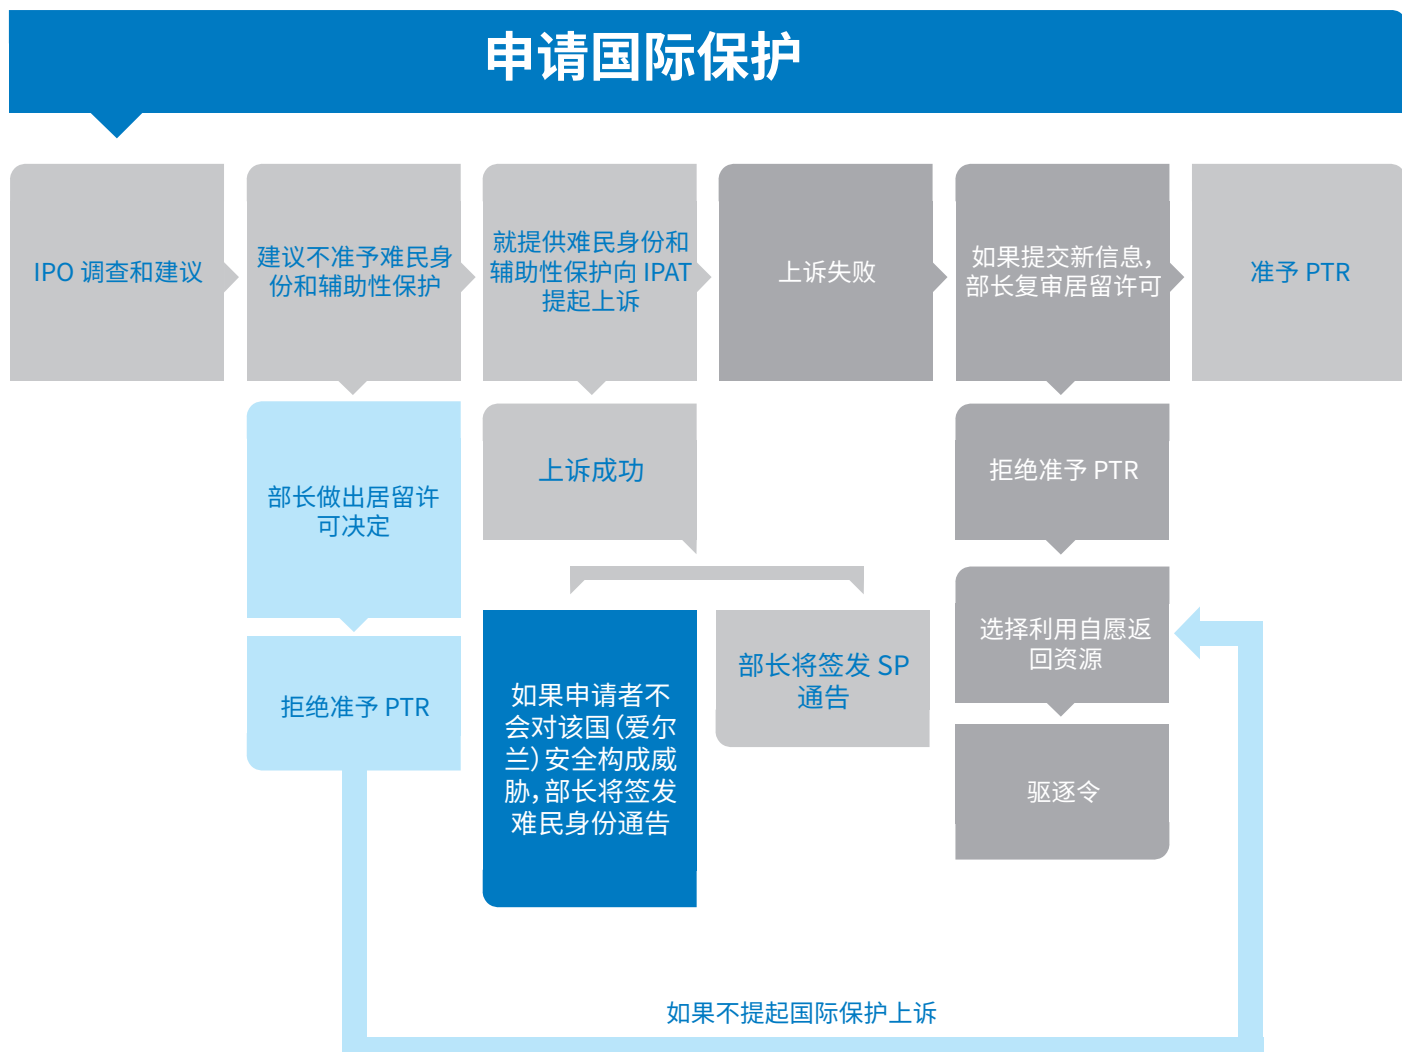 申请国际保护
IPO 调查和建议
建议不准予难民身
份和辅助性保护
就提供难民身份和
辅助性保护向 IPAT
提起上诉
上诉失败
如果提交新信息，
部长复审居留许可
准予 PTR
部长做出居留许
可决定
上诉成功
拒绝准予 PTR
拒绝准予 PTR
如果申请者不
会对该国（爱尔
兰）安全构成威
胁，部长将签发
难民身份通告
部长将签发 SP
通告
选择利用自愿返
回资源
驱逐令
如果不提起国际保护上诉